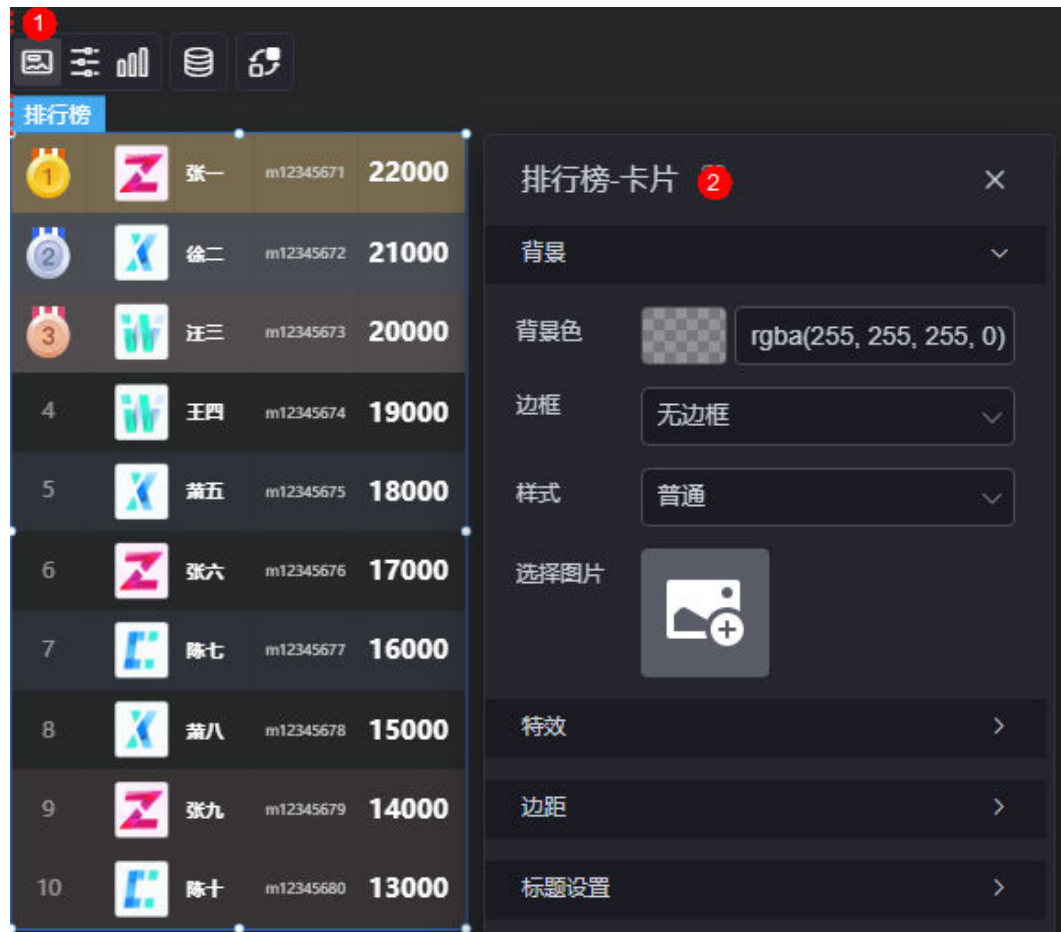 1
排行榜
1 张一 m12345671 22000
2 徐二 m12345672 21000
3 汪三 m12345673 20000
4 王四 m12345674 19000
5 萧五 m12345675 18000
6 张六 m12345676 17000
7 陈七 m12345677 16000
8 萧八 m12345678 15000
9 张九 m12345679 14000
10 陈十 m12345680 13000
排行榜-卡片 2
背景
背景色 rgba(255, 255, 255, 0)
边框 无边框
样式 普通
选择图片
特效
边距
标题设置